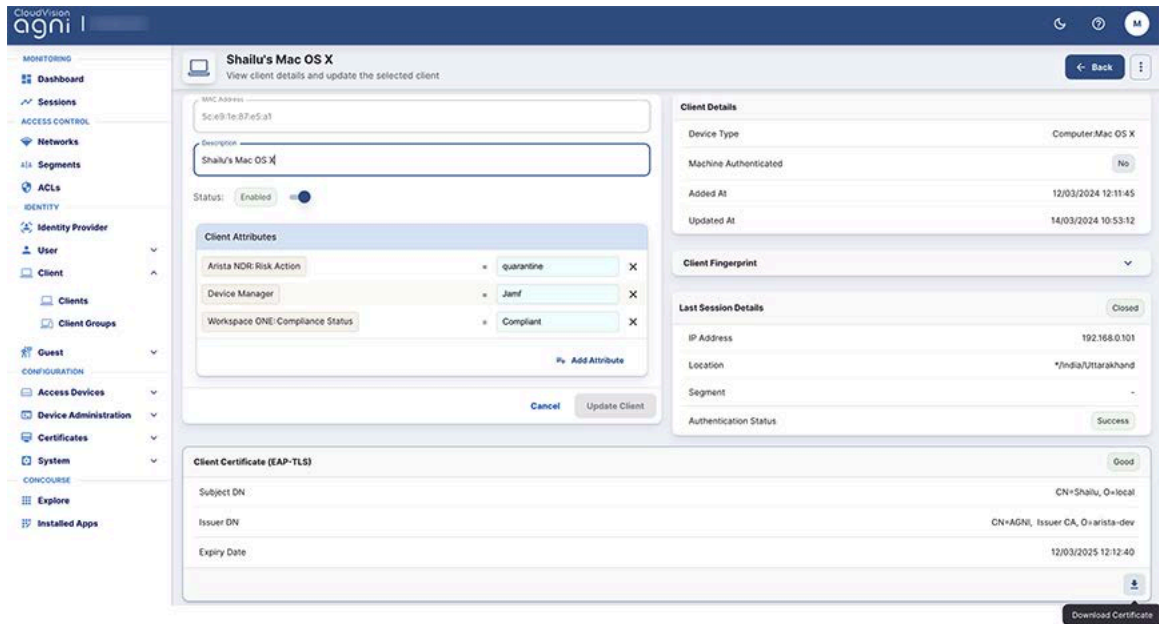 CloudVision
agni |
M
MONITORING
Dashboard
Sessions
ACCESS CONTROL
Networks
Segments
ACLs
IDENTITY
Identity Provider
User
Client
Clients
Client Groups
Guest
CONFIGURATION
Access Devices
Device Administration
Certificates
System
CONCOURSE
Explore
Installed Apps
Shailu's Mac OS X
View client details and update the selected client
Back
MAC Address
5c:e9:1e:87:e5:a1
Description
Shailu's Mac OS X
Status: Enabled
Client Attributes
Arista NDR:Risk Action = quarantine
Device Manager = Jamf
Workspace ONE:Compliance Status = Compliant
Add Attribute
Cancel Update Client
Client Details
Device Type Computer:Mac OS X
Machine Authenticated No
Added At 12/03/2024 12:11:45
Updated At 14/03/2024 10:53:12
Client Fingerprint
Last Session Details Closed
IP Address 192.168.0.101
Location */India/Uttarakhand
Segment -
Authentication Status Success
Client Certificate (EAP-TLS) Good
Subject DN CN=Shailu, O=local
Issuer DN CN=AGNI, Issuer CA, O=arista-dev
Expiry Date 12/03/2025 12:12:40
Download Certificate